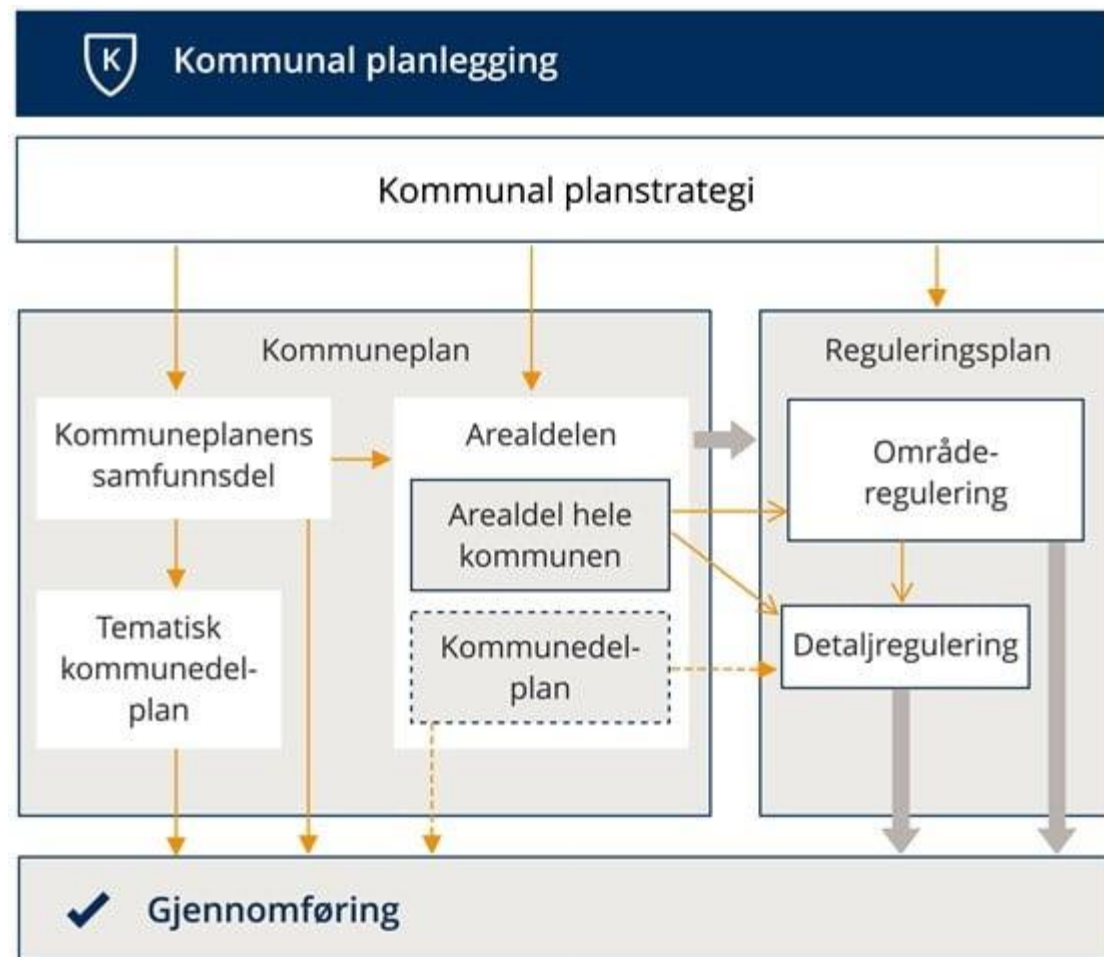 K
Kommunal planlegging
Kommunal planstrategi
Kommuneplan
Kommuneplanens
samfunnsdel
Tematisk
kommunedel-
plan
Arealdelen
Arealdel hele
kommunen
Kommunedel-
plan
Reguleringsplan
Område-
regulering
Detaljregulering
Gjennomføring